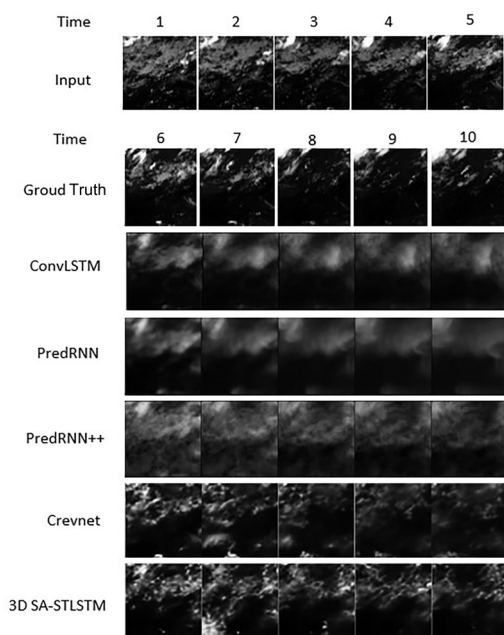 Time 1 2 3 4 5
Input
Time 6 7 8 9 10
Groud Truth
ConvLSTM
PredRNN
PredRNN++
Crevnet
3D SA-STLSTM